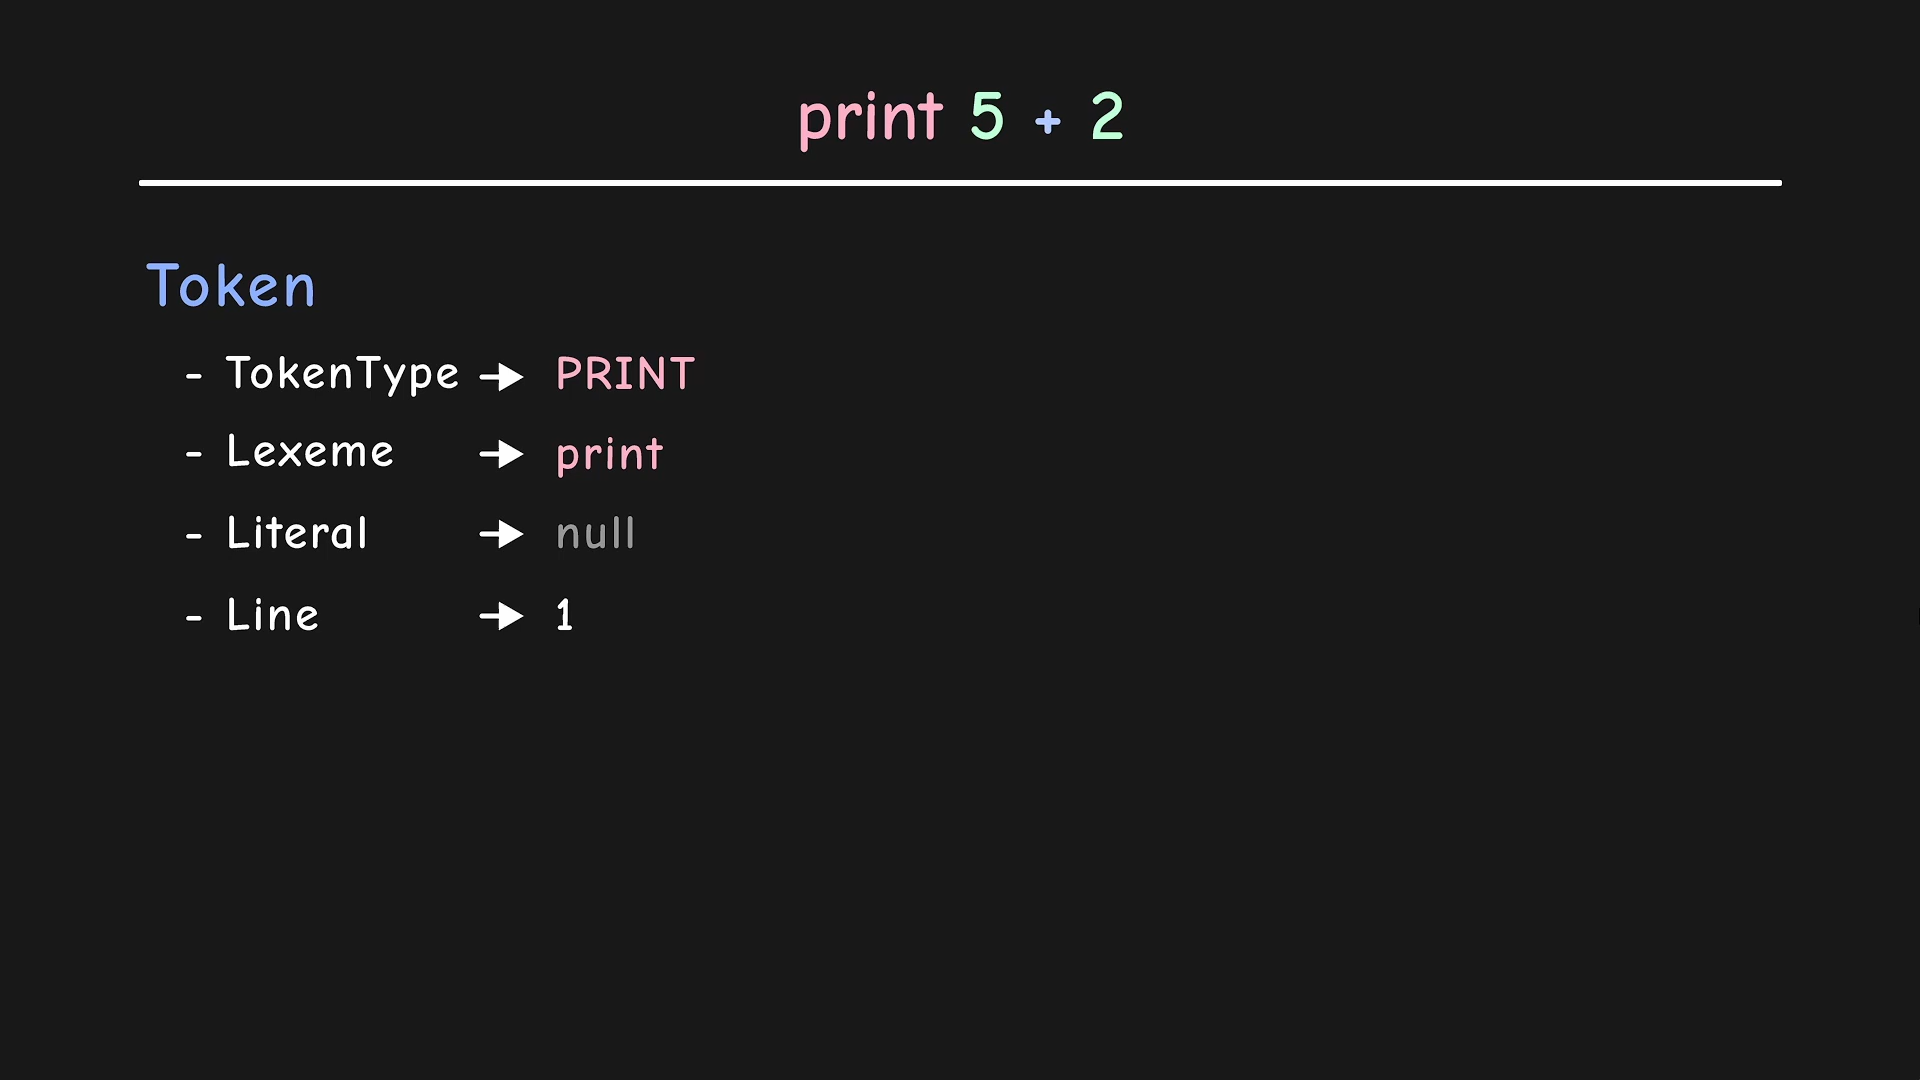 print 5 + 2
Token
- TokenType → PRINT
- Lexeme → print
- Literal → null
- Line → 1